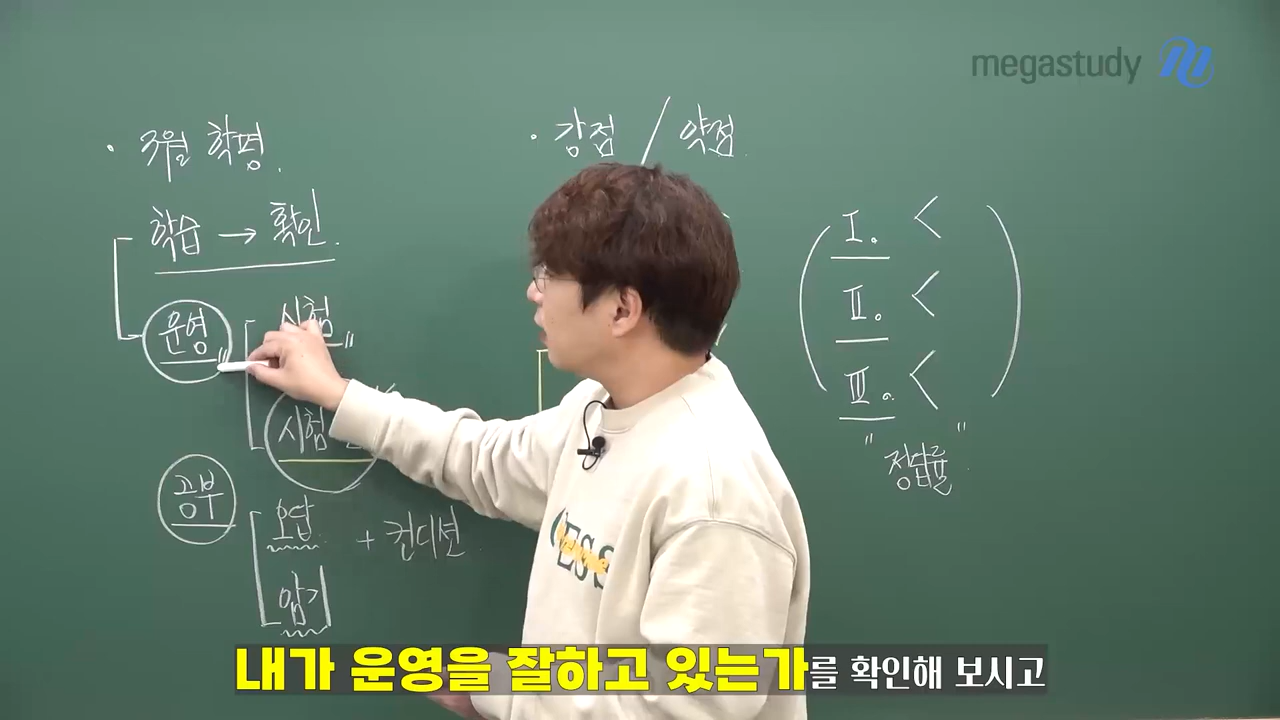 megastudy
· 3월 학평.
학습 → 확인.
운영"
시험"
시험
공부
오답 + 컨디션
암기
· 강점 / 약점.
( Ⅰ. <
Ⅱ. <
Ⅲ. < )
" 정답률 "
내가 운영을 잘하고 있는가를 확인해 보시고